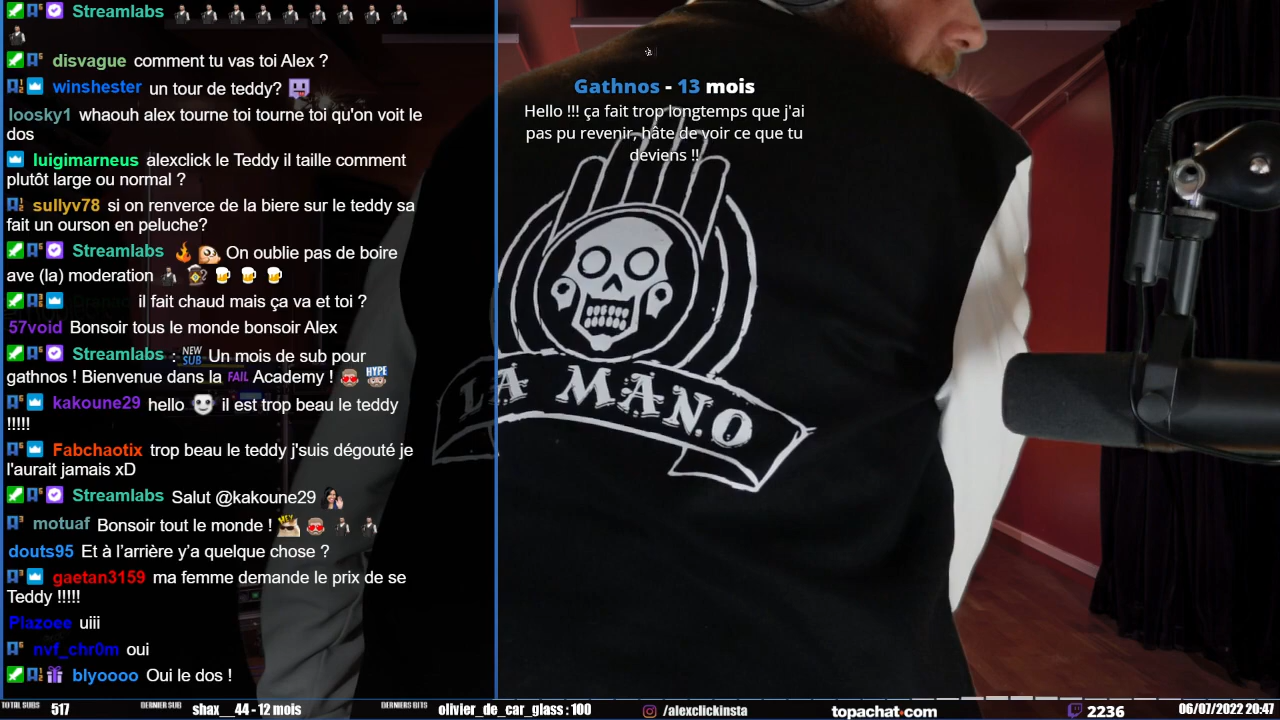 Streamlabs
disvague comment tu vas toi Alex ?
winshester un tour de teddy?
loosky1 whaouh alex tourne toi tourne toi qu'on voit le
dos
luigimarneus alexclick le Teddy il taille comment
plutôt large ou normal ?
sullyv78 si on renverce de la biere sur le teddy sa
fait un ourson en peluche?
Streamlabs On oublie pas de boire
ave (la) moderation
il fait chaud mais ça va et toi ?
57void Bonsoir tous le monde bonsoir Alex
Streamlabs : NEW SUB Un mois de sub pour
gathnos ! Bienvenue dans la FAIL Academy ! HYPE
kakoune29 hello il est trop beau le teddy
!!!!!
Fabchaotix trop beau le teddy j'suis dégouté je
l'aurait jamais xD
Streamlabs Salut @kakoune29
motuaf Bonsoir tout le monde !
douts95 Et à l'arrière y'a quelque chose ?
gaetan3159 ma femme demande le prix de se
Teddy !!!!!
Plazoee uiii
nvf_chr0m oui
blyoooo Oui le dos !
Gathnos - 13 mois
Hello !!! ça fait trop longtemps que j'ai
pas pu revenir, hâte de voir ce que tu
deviens !!
LA MANO
TOTAL SUBS 517 DERNIER SUB shax__44 - 12 mois DERNIERS BITS olivier_de_car_glass : 100 /alexclickinsta topachat.com 2236 06/07/2022 20:47